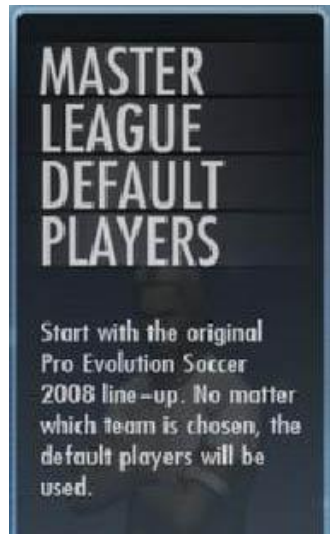 MASTER
LEAGUE
DEFAULT
PLAYERS
Start with the original
Pro Evolution Soccer
2008 line-up. No matter
which team is chosen, the
default players will be
used.